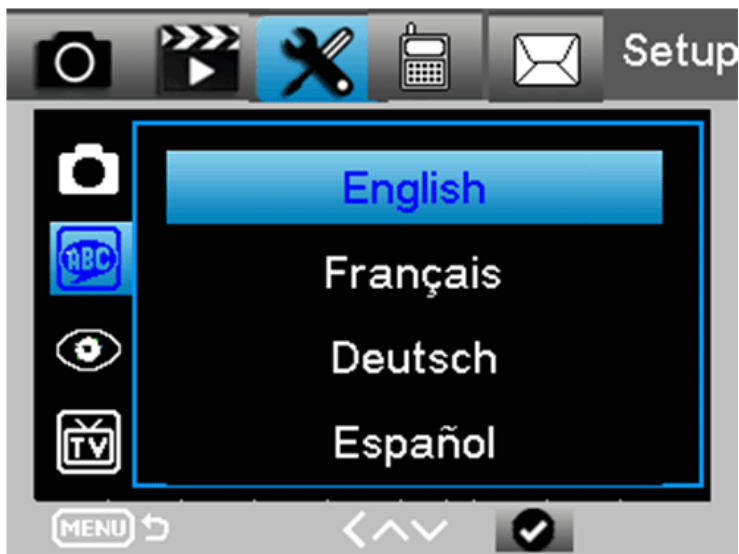 Setup
English
ABC
Français
Deutsch
TV
Español
MENU